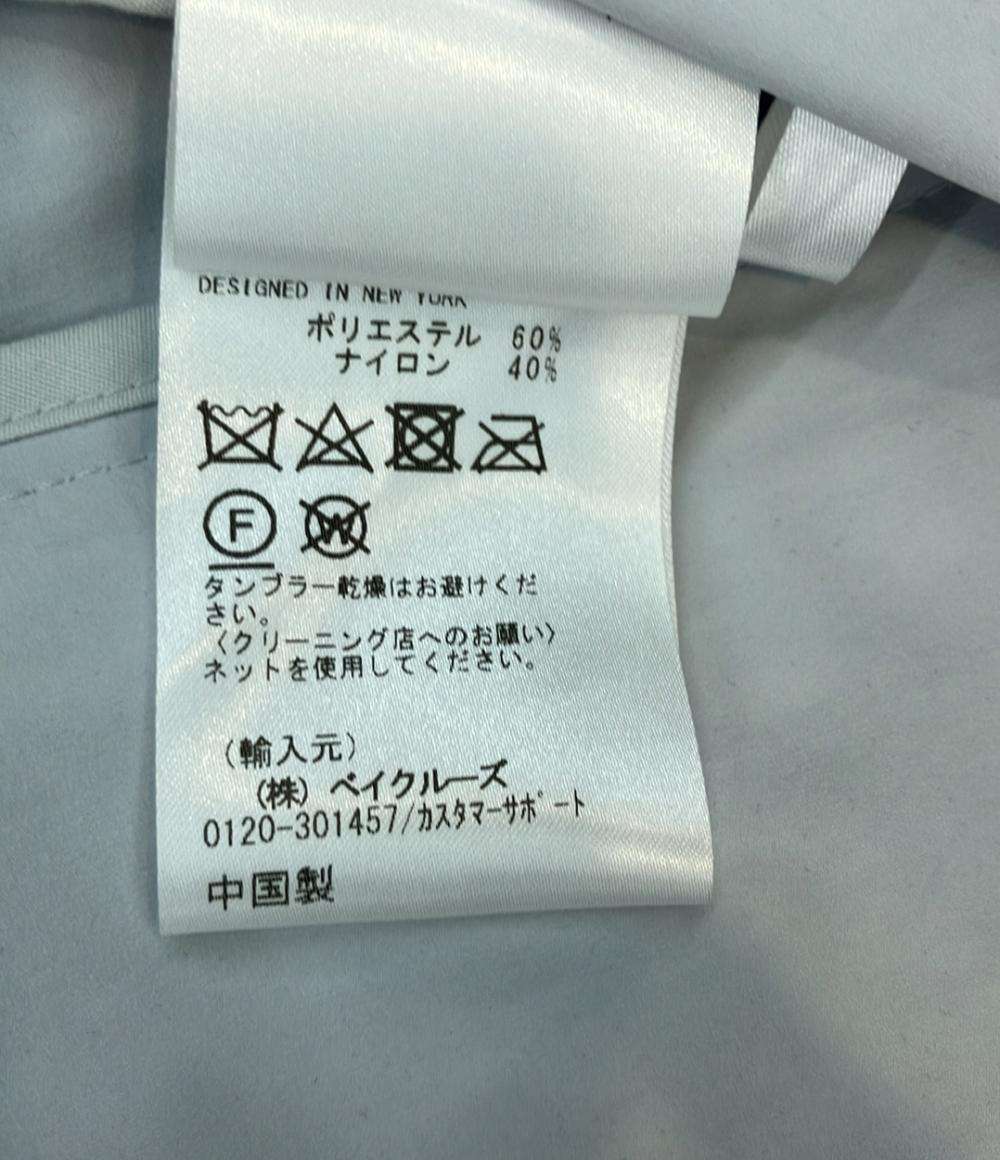 DESIGNED IN NEW YORK
ポリエステル 60%
ナイロン 40%
F W
タンブラー乾燥はお避けくだ
さい。
〈クリーニング店へのお願い〉
ネットを使用してください。
（輸入元）
（株）ベイクルーズ
0120-301457/カスタマーサポート
中国製